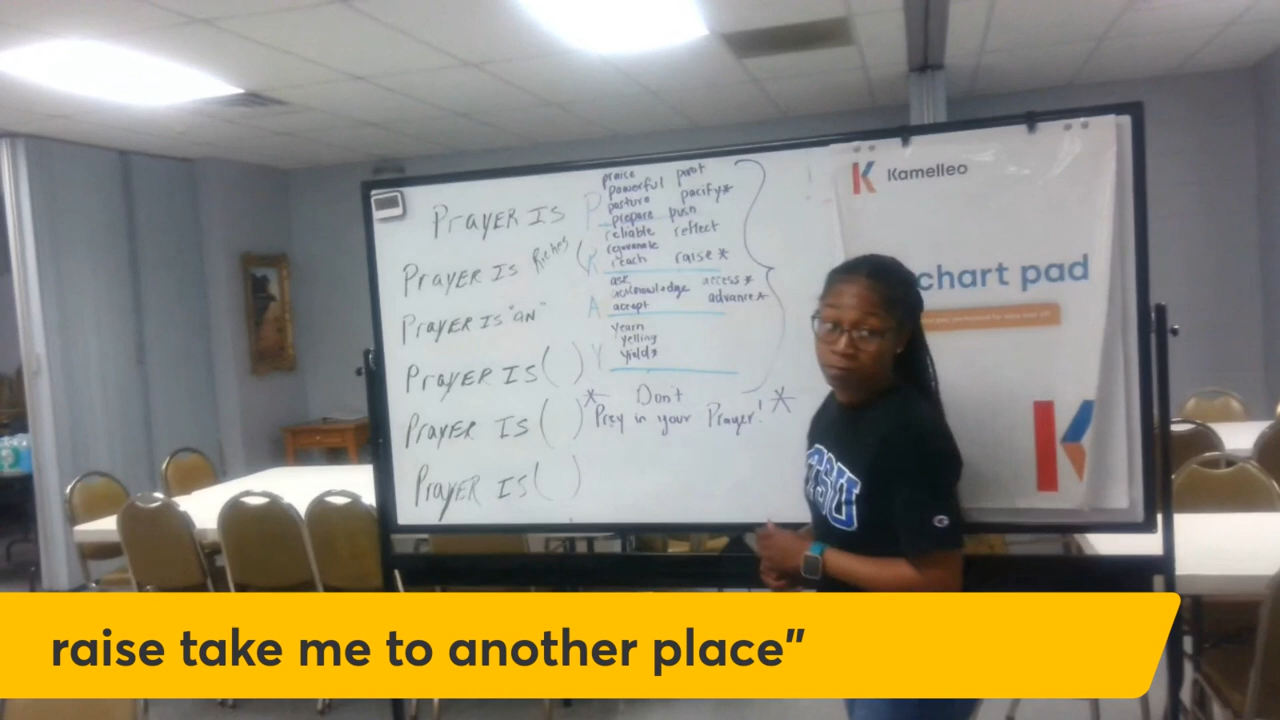 PRAYER IS
PRAYER IS Riches
PRAYER IS "an"
PRAYER IS ( )
PRAYER IS ( )
PRAYER IS ( )
P
praise pivot
powerful pacify*
posture
prepare push
R
reliable reflect
rejuvenate
reach raise*
A
ask
acknowledge access*
accept advance*
Y
yearn
yelling
yield*
* Don't
Prey in your Prayer! *
Kamelleo
chart pad
TSU
raise take me to another place"